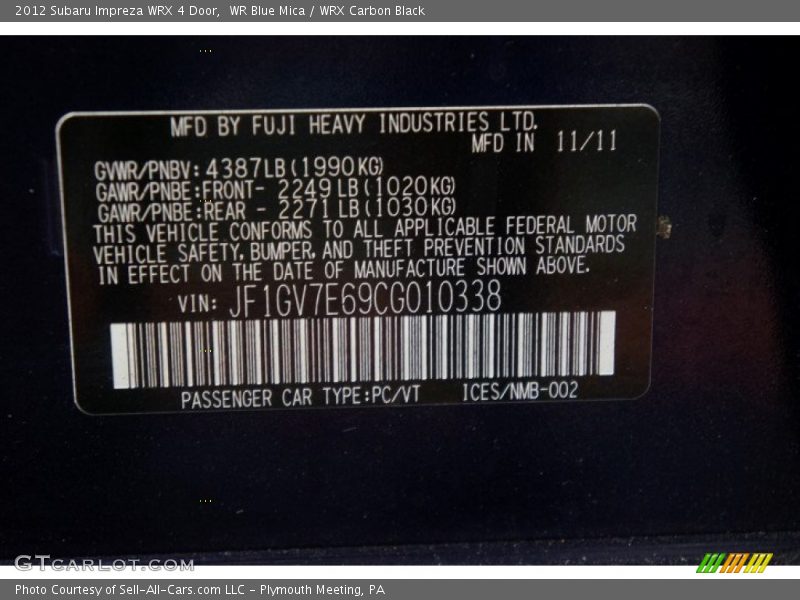 2012 Subaru Impreza WRX 4 Door,  WR Blue Mica / WRX Carbon Black
MFD BY FUJI HEAVY INDUSTRIES LTD.
MFD IN 11/11
GVWR/PNBV: 4387LB(1990KG)
GAWR/PNBE:FRONT- 2249LB(1020KG)
GAWR/PNBE:REAR - 2271LB(1030KG)
THIS VEHICLE CONFORMS TO ALL APPLICABLE FEDERAL MOTOR
VEHICLE SAFETY, BUMPER, AND THEFT PREVENTION STANDARDS
IN EFFECT ON THE DATE OF MANUFACTURE SHOWN ABOVE.
VIN: JF1GV7E69CG010338
PASSENGER CAR TYPE:PC/VT ICES/NMB-002
GTcarlot.com
Photo Courtesy of Sell-All-Cars.com LLC - Plymouth Meeting, PA